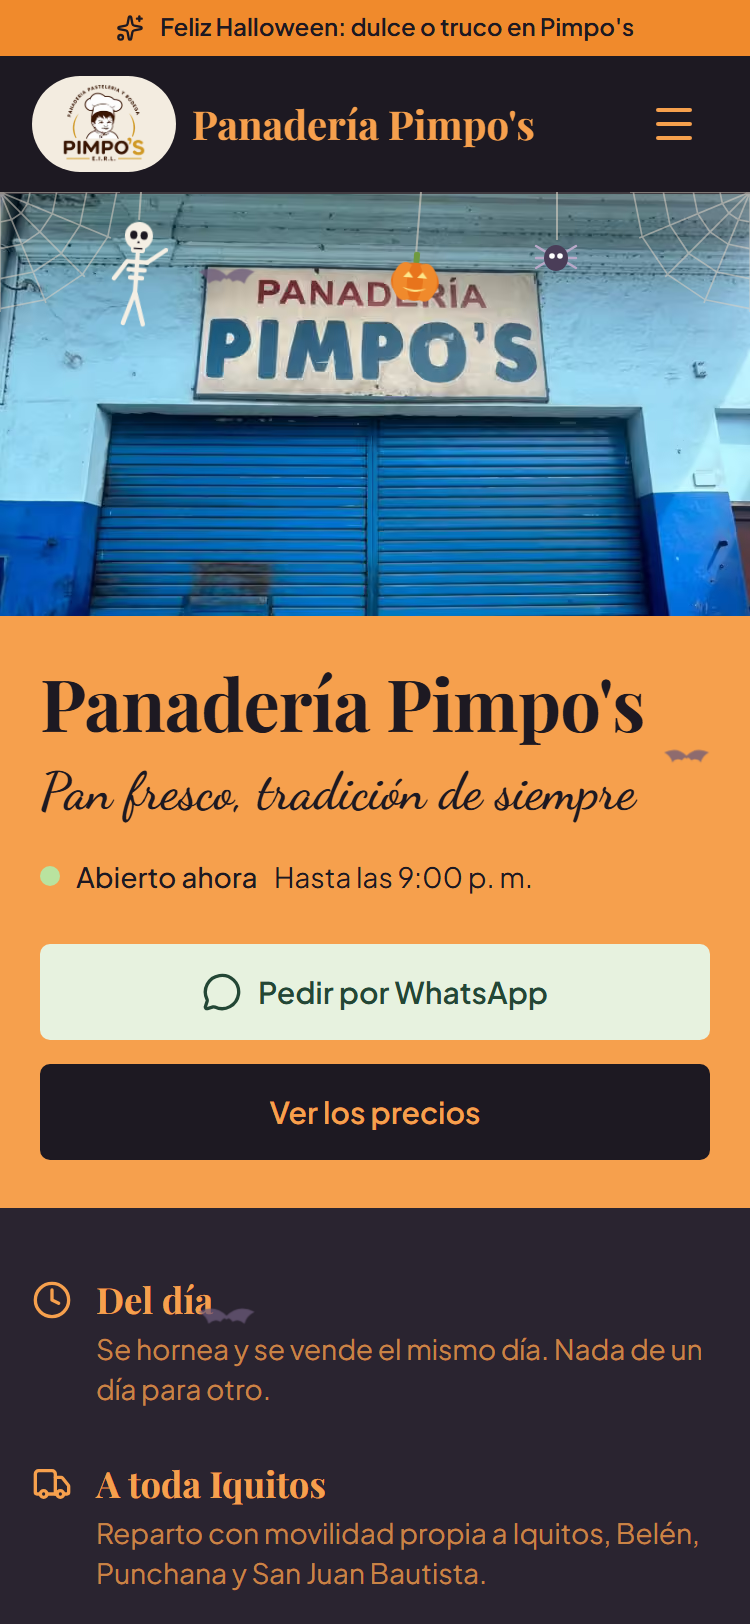 Feliz Halloween: dulce o truco en Pimpo's
PANADERÍA PASTELERÍA Y BODEGA
PIMPO'S
E.I.R.L.
Panadería Pimpo's
PANADERÍA
PIMPO'S
Panadería Pimpo's
Pan fresco, tradición de siempre
Abierto ahora Hasta las 9:00 p. m.
Pedir por WhatsApp
Ver los precios
Del día
Se hornea y se vende el mismo día. Nada de un
día para otro.
A toda Iquitos
Reparto con movilidad propia a Iquitos, Belén,
Punchana y San Juan Bautista.